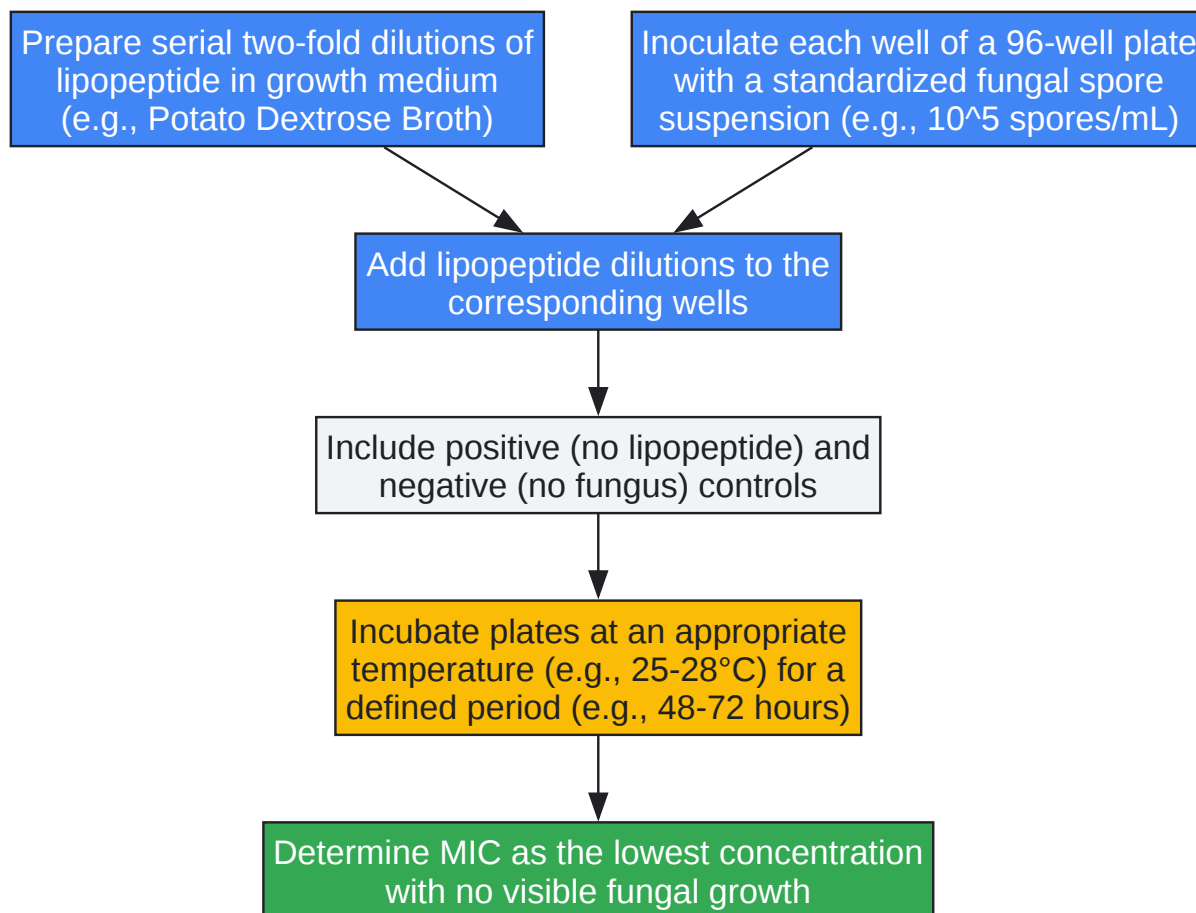 Prepare serial two-fold dilutions of
lipopeptide in growth medium
(e.g., Potato Dextrose Broth)
Inoculate each well of a 96-well plate
with a standardized fungal spore
suspension (e.g., 10^5 spores/mL)
Add lipopeptide dilutions to the
corresponding wells
Include positive (no lipopeptide) and
negative (no fungus) controls
Incubate plates at an appropriate
temperature (e.g., 25-28°C) for a
defined period (e.g., 48-72 hours)
Determine MIC as the lowest concentration
with no visible fungal growth